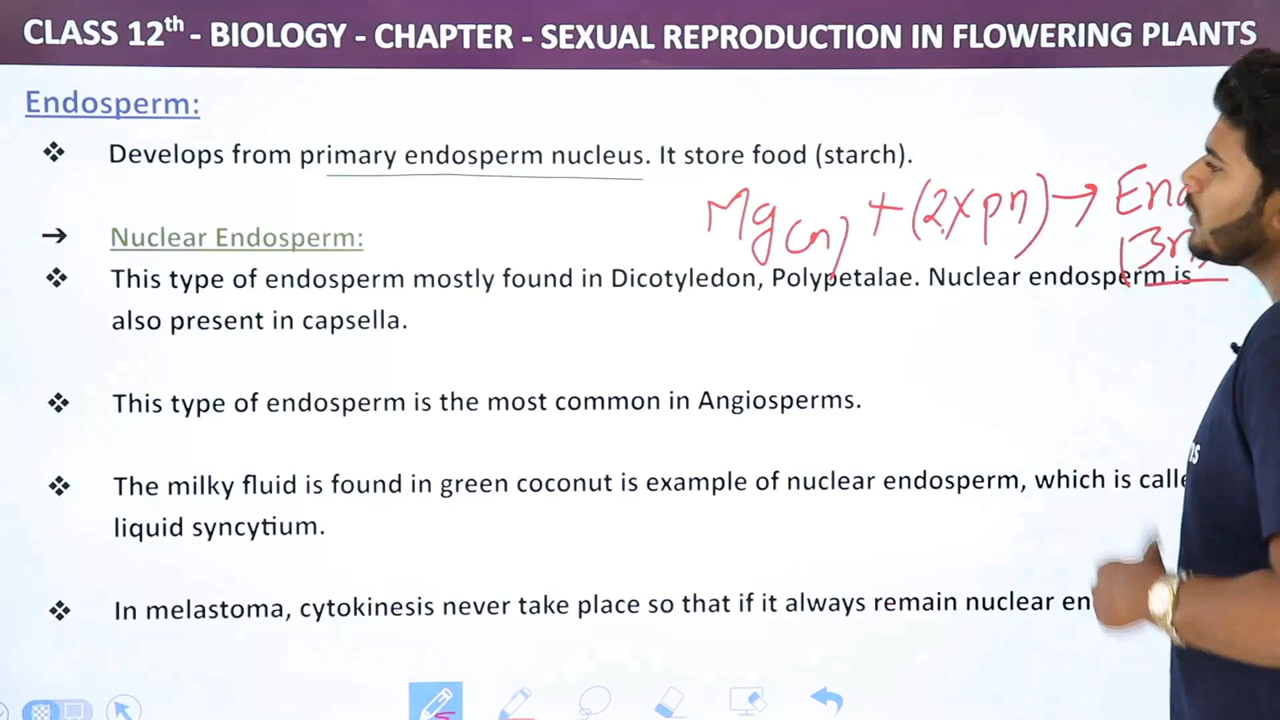 CLASS 12th - BIOLOGY - CHAPTER - SEXUAL REPRODUCTION IN FLOWERING PLANTS
Endosperm:
❖ Develops from primary endosperm nucleus. It store food (starch).
Mg(n) + (2xpn) →
➔ Nuclear Endosperm:
❖ This type of endosperm mostly found in Dicotyledon, Polypetalae. Nuclear endosperm is
also present in capsella.
❖ This type of endosperm is the most common in Angiosperms.
❖ The milky fluid is found in green coconut is example of nuclear endosperm, which is
liquid syncytium.
❖ In melastoma, cytokinesis never take place so that if it always remain nuclear